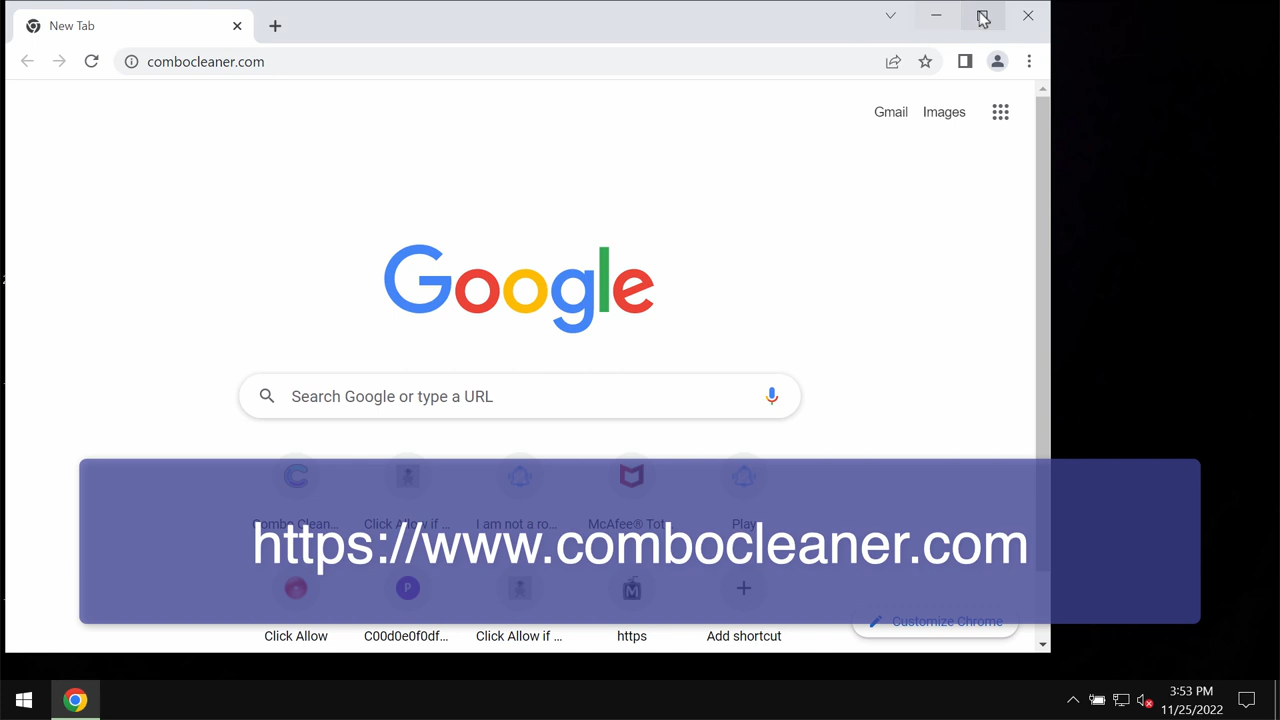 New Tab
combocleaner.com
Gmail Images
Google
Search Google or type a URL
Combo Clean... Click Allow if ... I am not a ro... McAfee® Tot... Play
https://www.combocleaner.com
Click Allow C00d0e0f0df... Click Allow if ... https Add shortcut
Customize Chrome
3:53 PM
11/25/2022